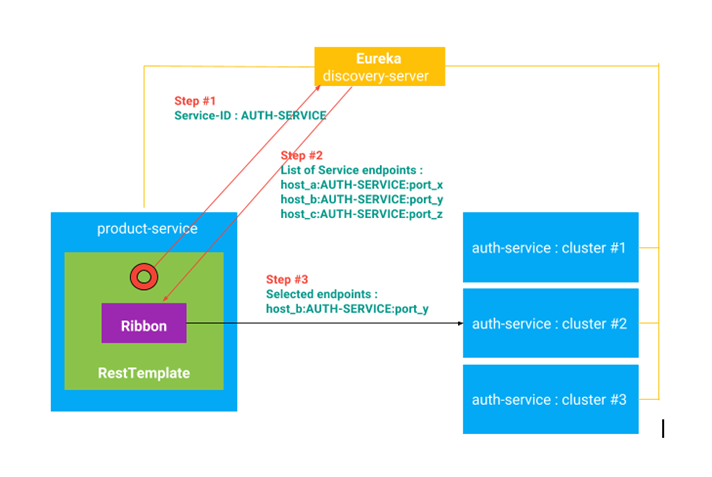 Eureka
discovery-server
Step #1
Service-ID : AUTH-SERVICE
Step #2
List of Service endpoints :
host_a:AUTH-SERVICE:port_x
host_b:AUTH-SERVICE:port_y
host_c:AUTH-SERVICE:port_z
product-service
Step #3
Selected endpoints :
host_b:AUTH-SERVICE:port_y
Ribbon
RestTemplate
auth-service : cluster #1
auth-service : cluster #2
auth-service : cluster #3